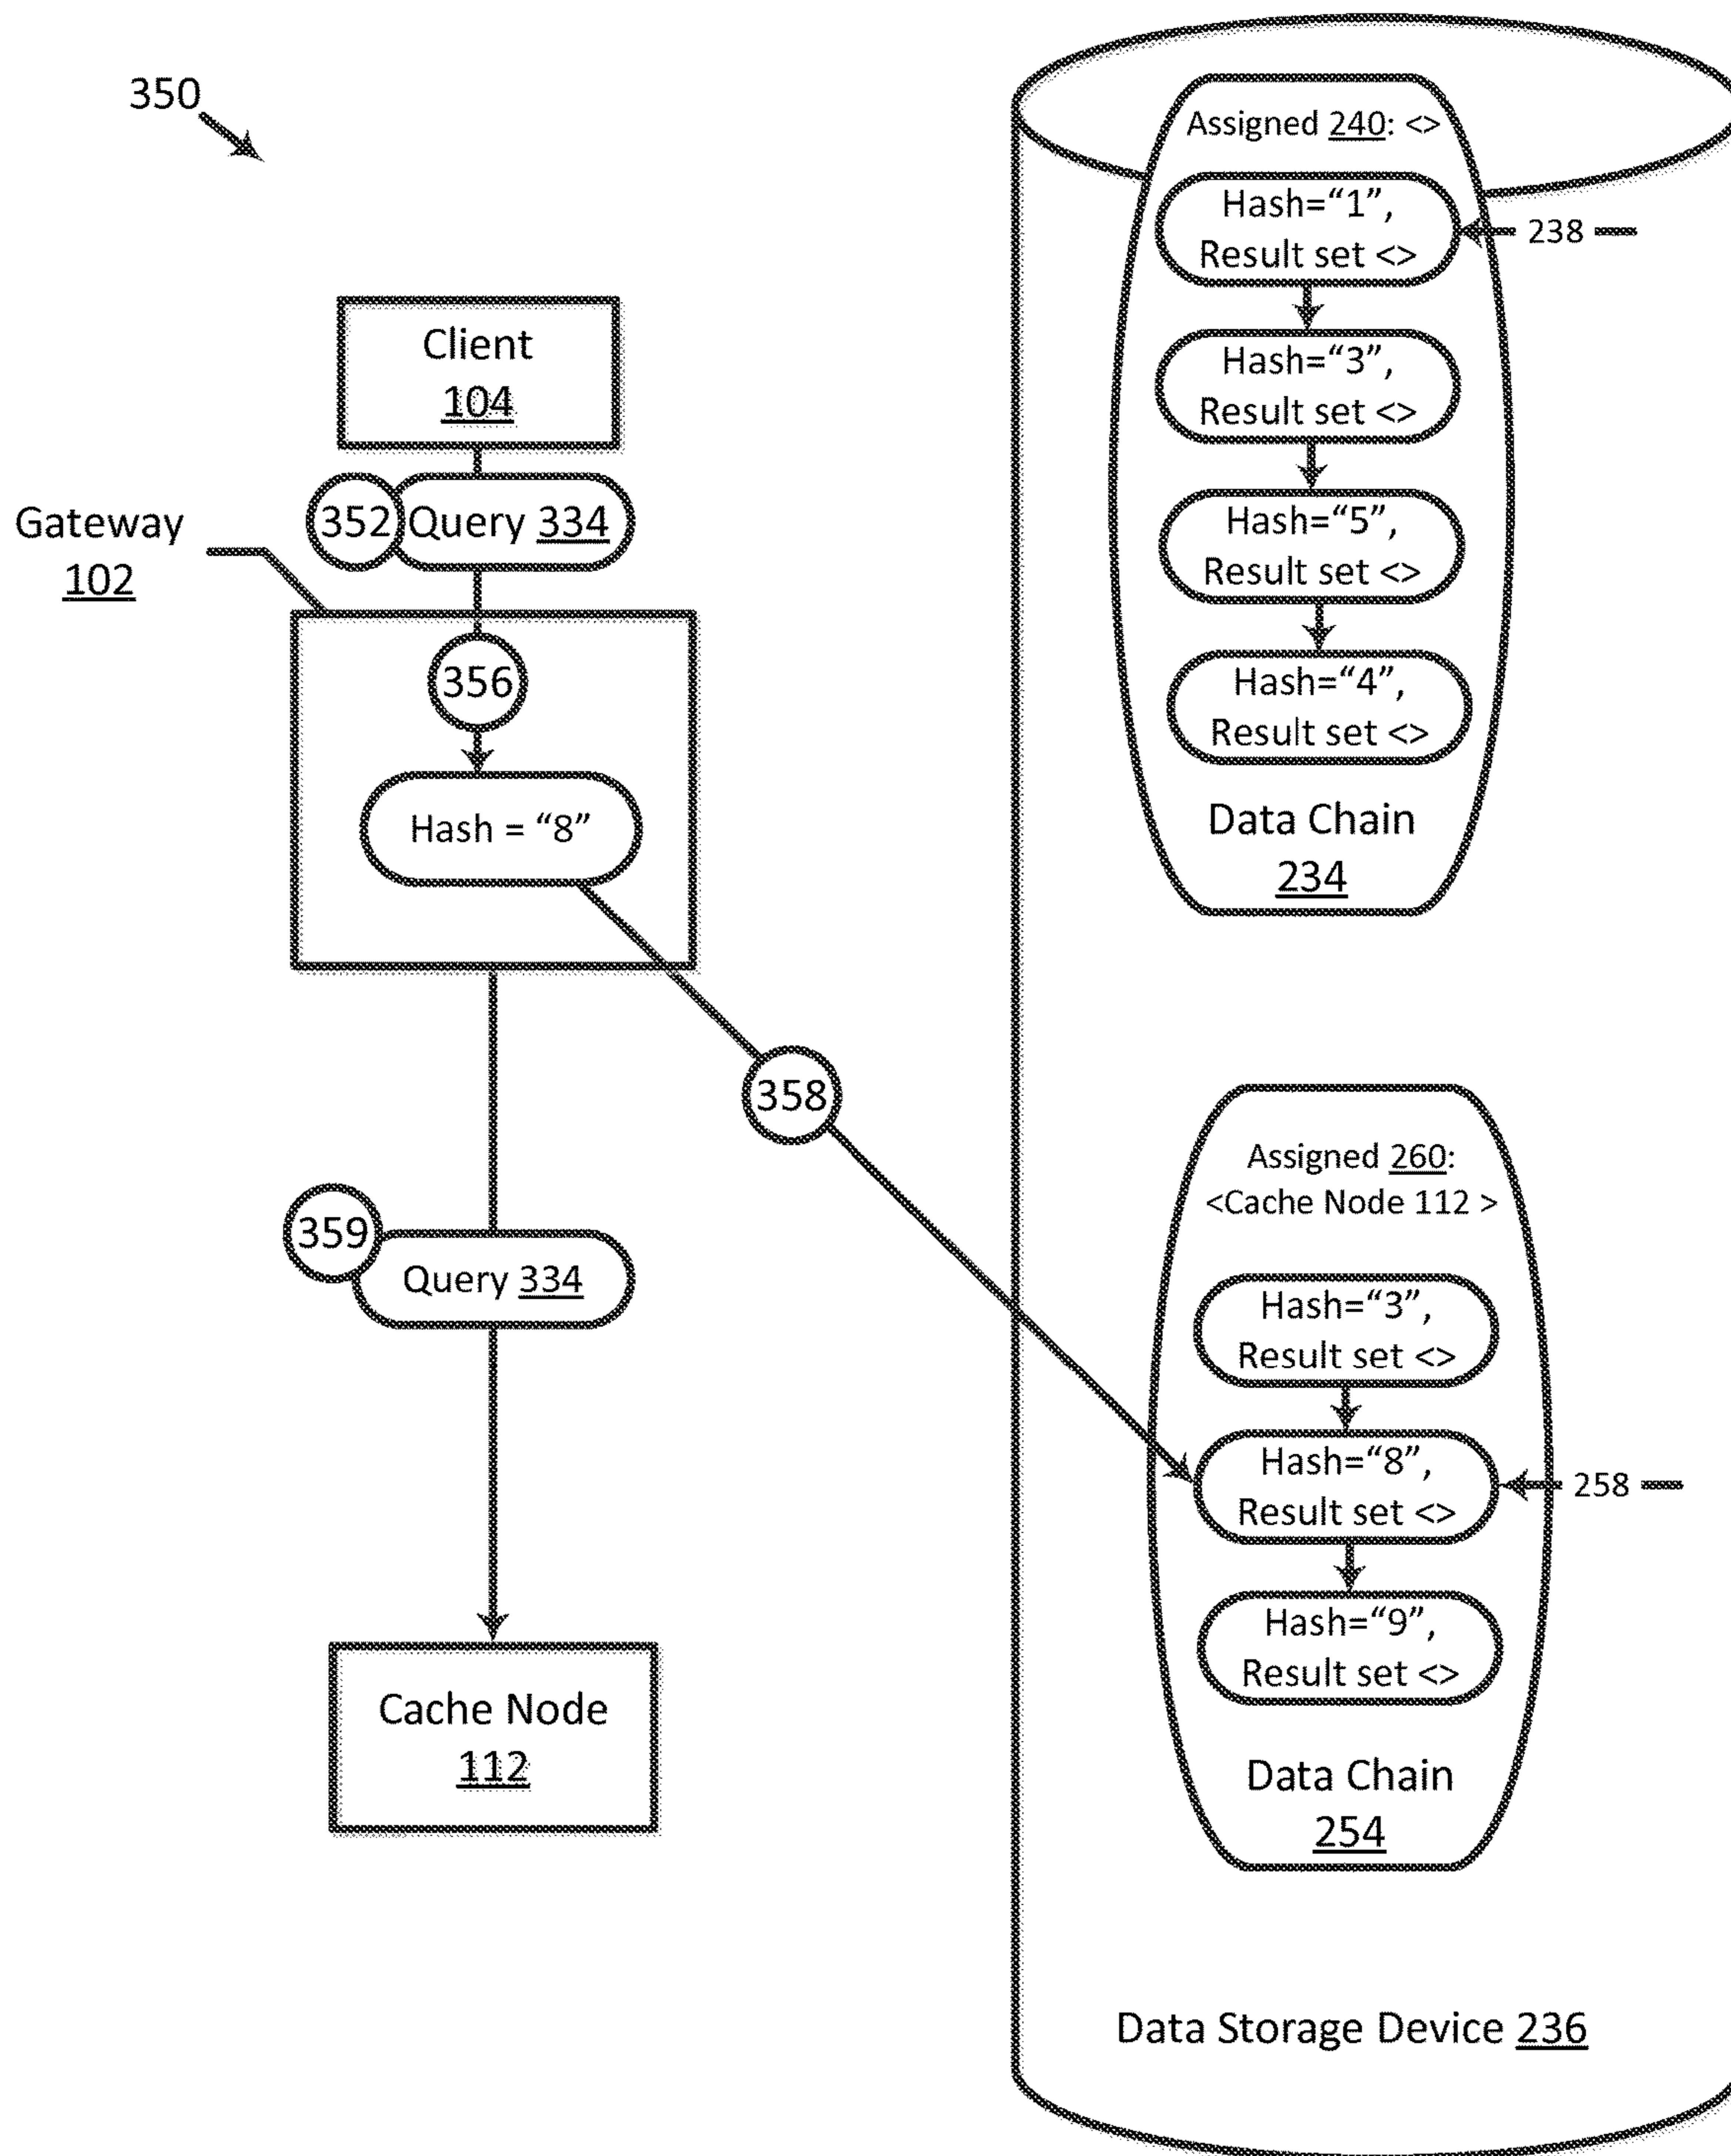 350
Client
104
352
Query 334
Gateway
102
356
Hash = “8”
358
359
Query 334
Cache Node
112
Assigned 240: <>
Hash=“1”,
Result set <>
238
Hash=“3”,
Result set <>
Hash=“5”,
Result set <>
Hash=“4”,
Result set <>
Data Chain
234
Assigned 260:
<Cache Node 112 >
Hash=“3”,
Result set <>
Hash=“8”,
Result set <>
258
Hash=“9”,
Result set <>
Data Chain
254
Data Storage Device 236